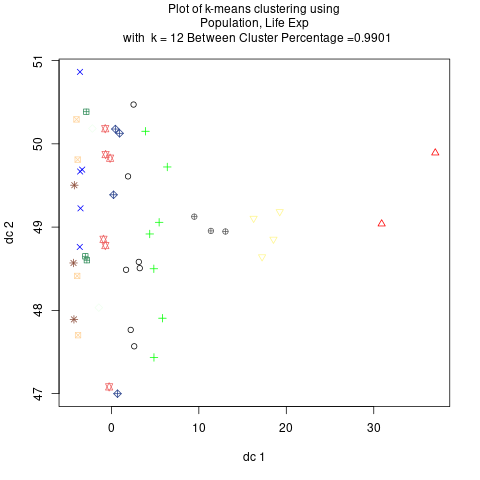 Plot of k-means clustering using
Population, Life Exp
with k = 12 Between Cluster Percentage =0.9901
51
50
49
48
47
dc 2
0 10 20 30
dc 1